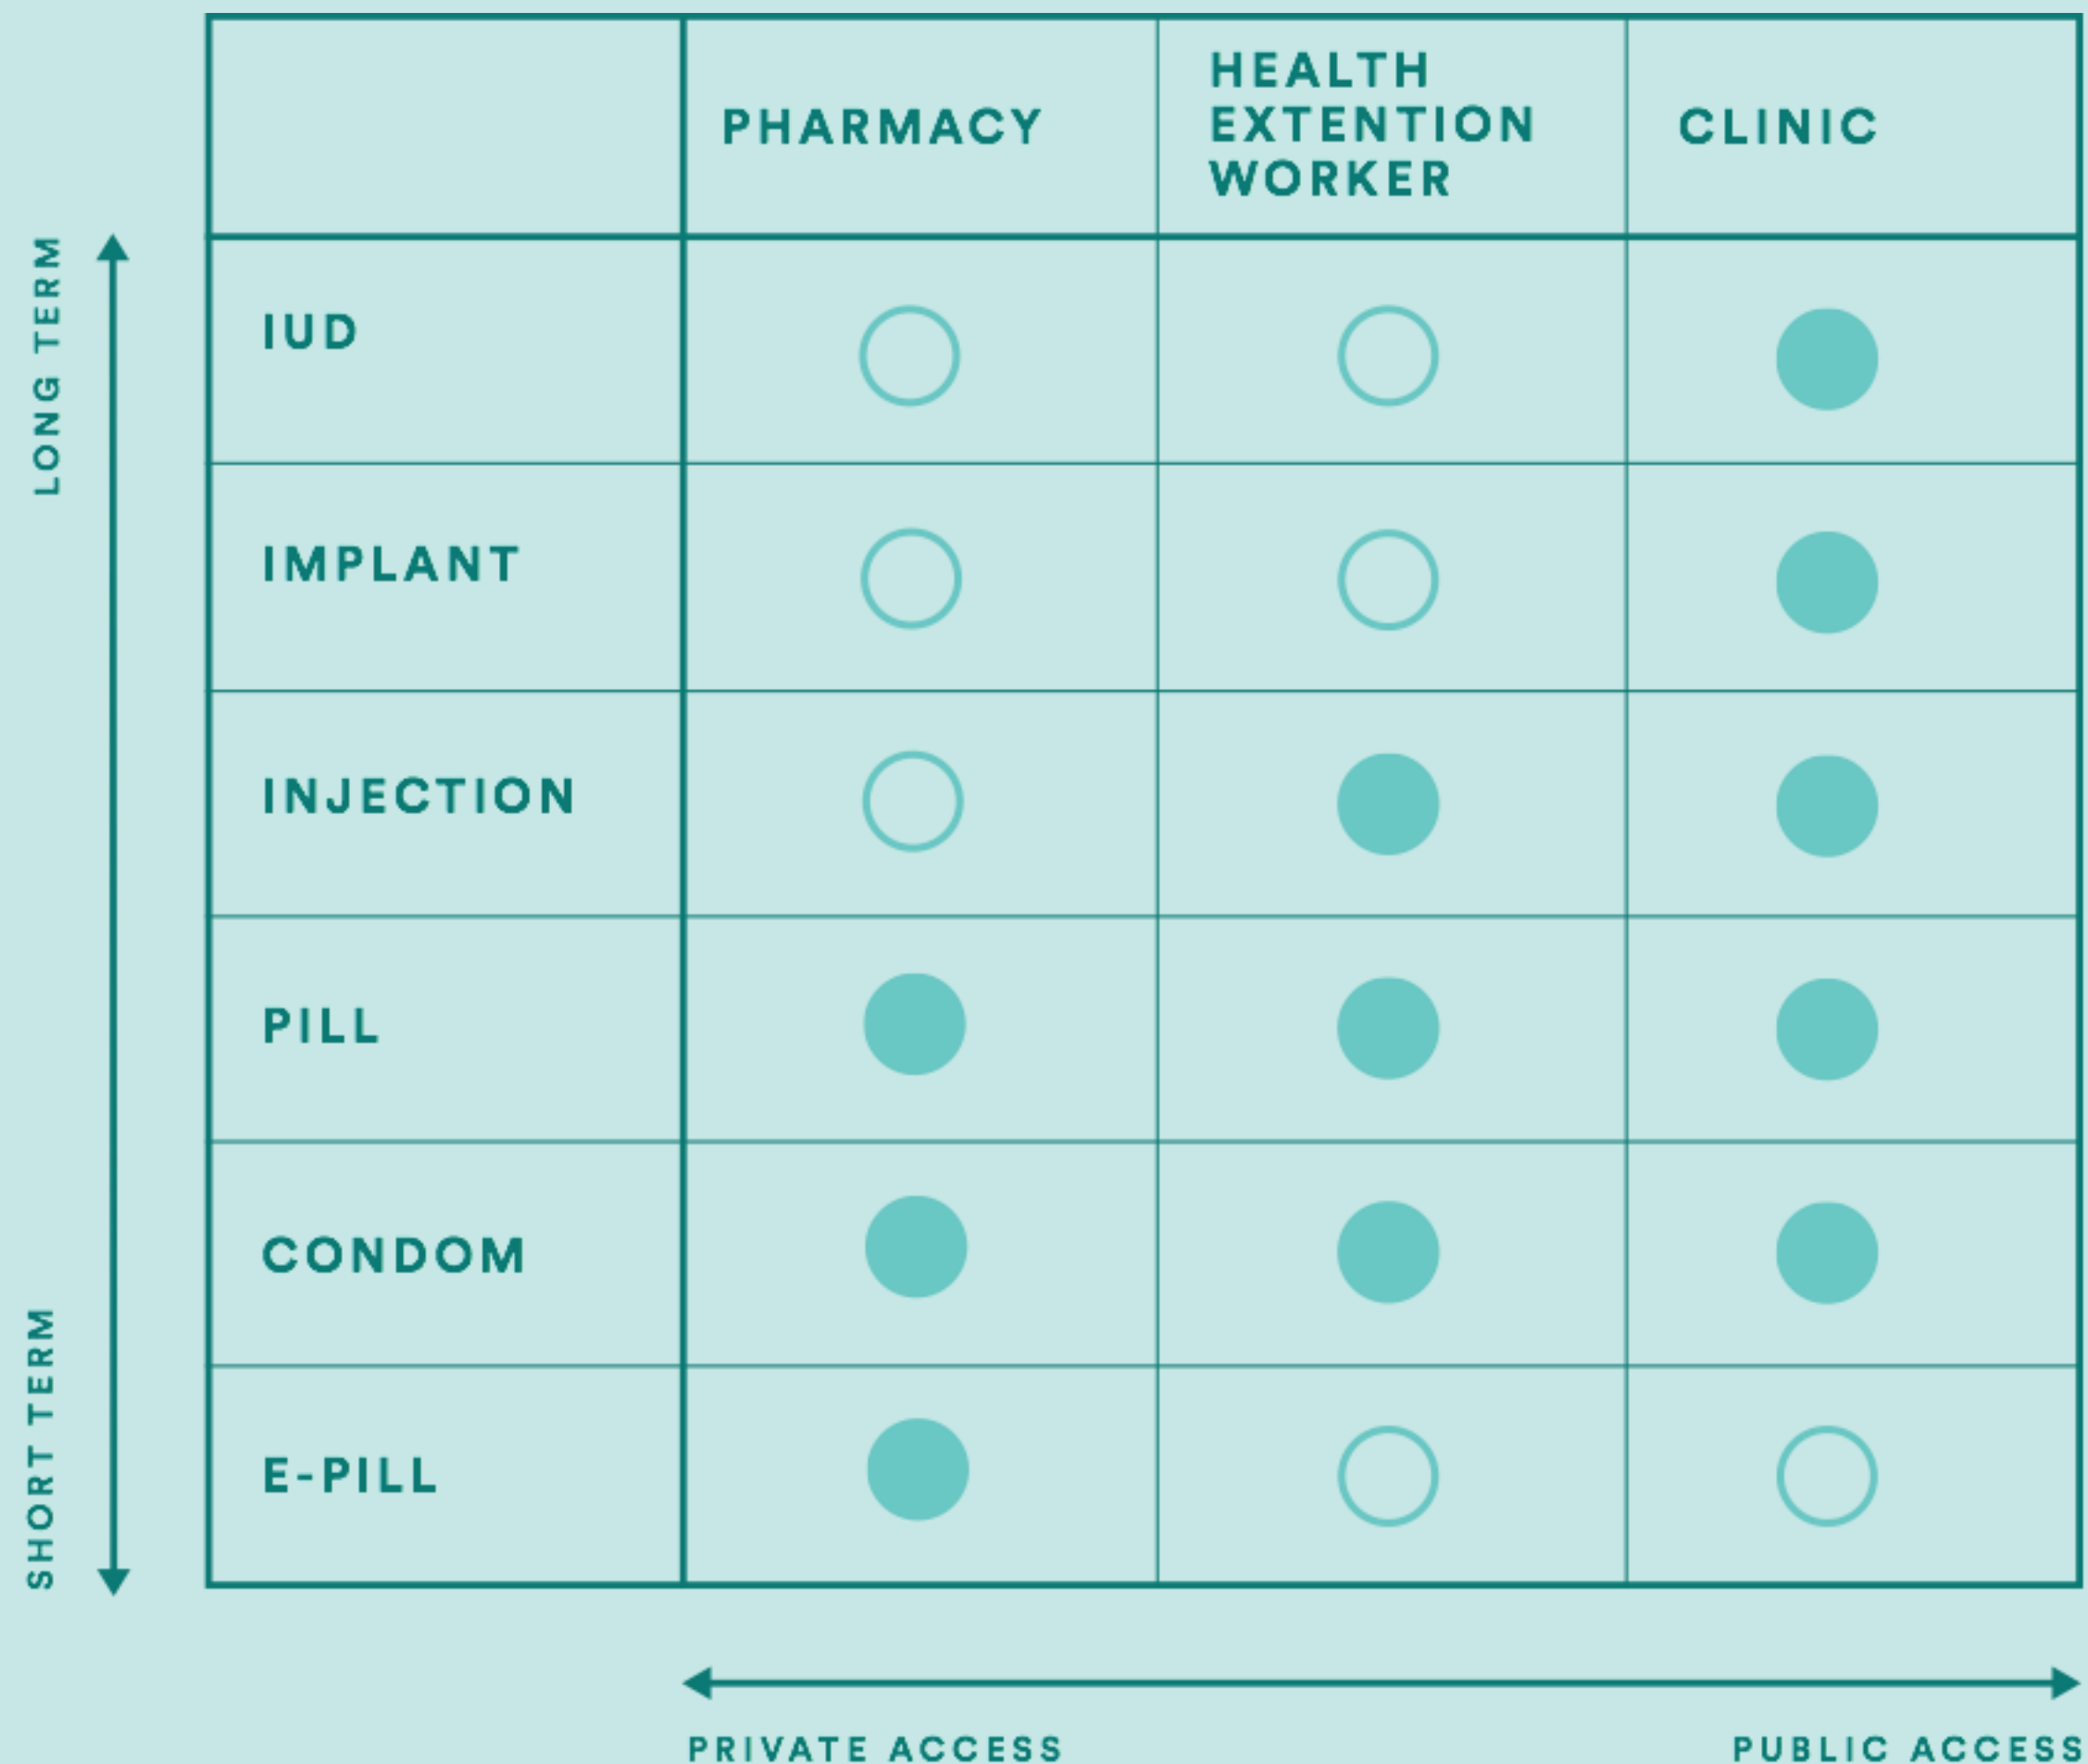 PHARMACY
HEALTH
EXTENTION
WORKER
CLINIC
LONG TERM
IUD
IMPLANT
INJECTION
PILL
CONDOM
SHORT TERM
E-PILL
PRIVATE ACCESS
PUBLIC ACCESS